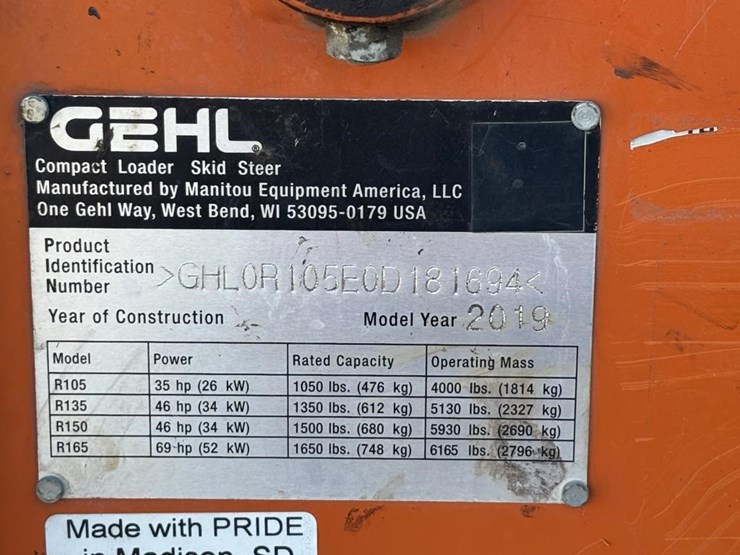 GEHL®
Compact Loader Skid Steer
Manufactured by Manitou Equipment America, LLC
One Gehl Way, West Bend, WI 53095-0179 USA
Product
Identification
Number >GHL0R105E0D181694<
Year of Construction Model Year 2019
Model Power Rated Capacity Operating Mass
R105 35 hp (26 kW) 1050 lbs. (476 kg) 4000 lbs. (1814 kg)
R135 46 hp (34 kW) 1350 lbs. (612 kg) 5130 lbs. (2327 kg)
R150 46 hp (34 kW) 1500 lbs. (680 kg) 5930 lbs. (2690 kg)
R165 69 hp (52 kW) 1650 lbs. (748 kg) 6165 lbs. (2796 kg)
Made with PRIDE
in Madison, SD